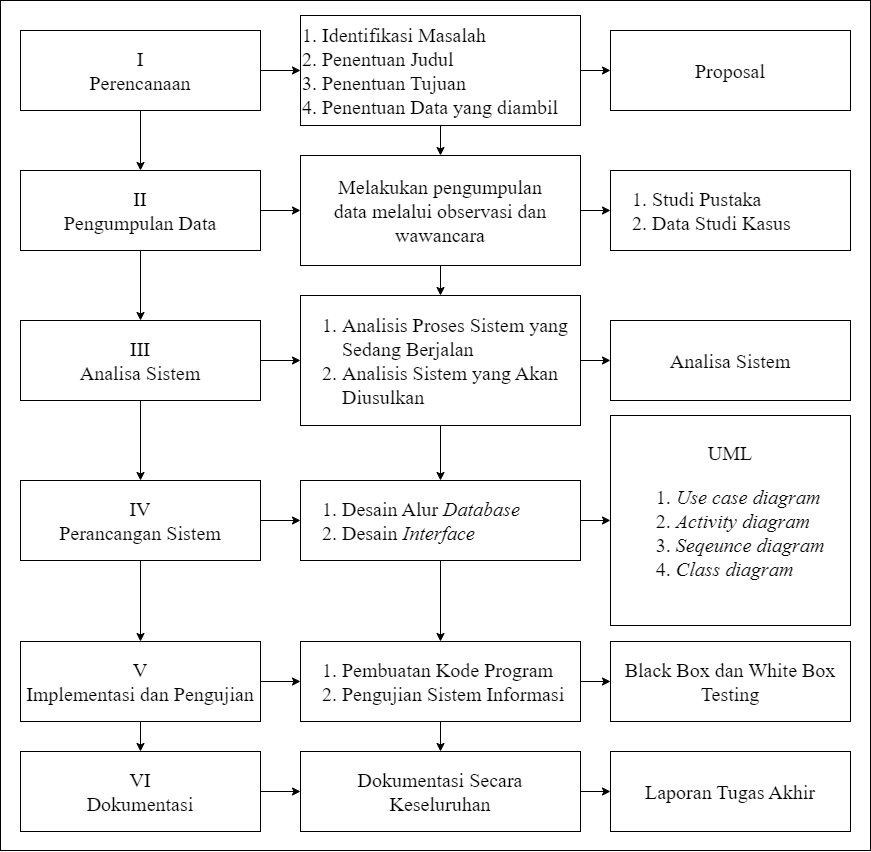 I
Perencanaan
1. Identifikasi Masalah
2. Penentuan Judul
3. Penentuan Tujuan
4. Penentuan Data yang diambil
Proposal
II
Pengumpulan Data
Melakukan pengumpulan
data melalui observasi dan
wawancara
1. Studi Pustaka
2. Data Studi Kasus
III
Analisa Sistem
1. Analisis Proses Sistem yang
Sedang Berjalan
2. Analisis Sistem yang Akan
Diusulkan
Analisa Sistem
IV
Perancangan Sistem
1. Desain Alur Database
2. Desain Interface
UML
1. Use case diagram
2. Activity diagram
3. Seqeunce diagram
4. Class diagram
V
Implementasi dan Pengujian
1. Pembuatan Kode Program
2. Pengujian Sistem Informasi
Black Box dan White Box
Testing
VI
Dokumentasi
Dokumentasi Secara
Keseluruhan
Laporan Tugas Akhir